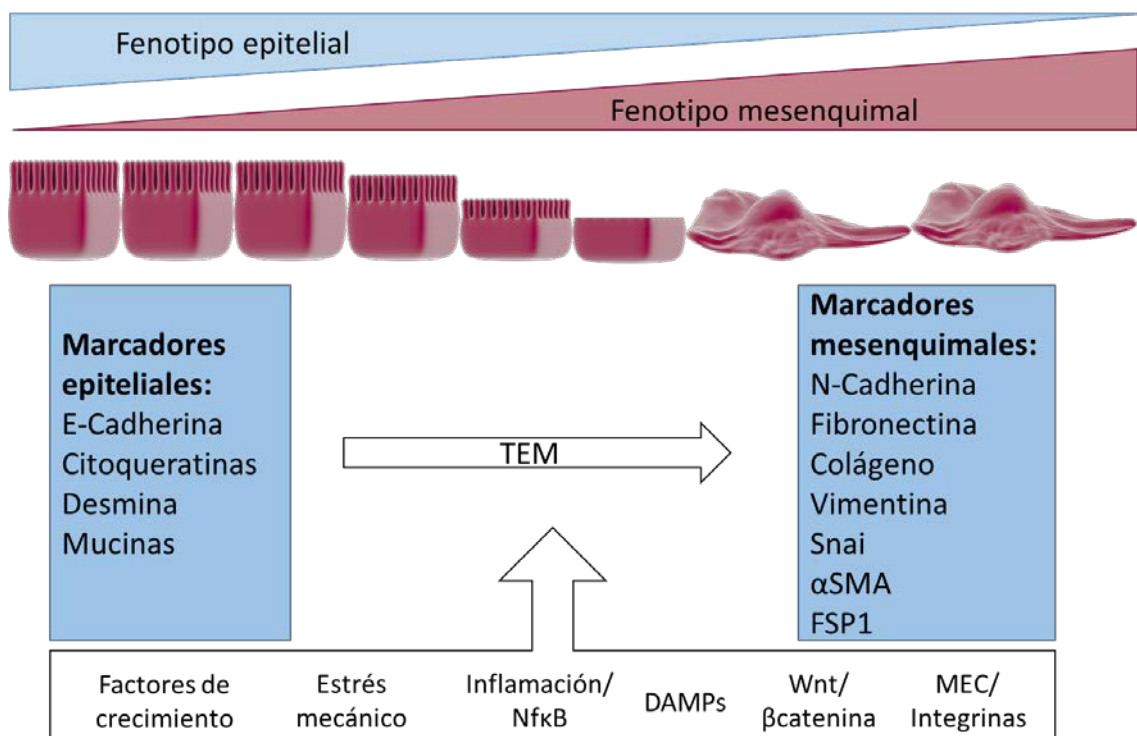 Fenotipo epitelial
Fenotipo mesenquimal
Marcadores
epiteliales:
E-Cadherina
Citoqueratinas
Desmina
Mucinas
TEM
Marcadores
mesenquimales:
N-Cadherina
Fibronectina
Colágeno
Vimentina
Snai
αSMA
FSP1
Factores de
crecimiento
Estrés
mecánico
Inflamación/
NfκB
DAMPs
Wnt/
βcatenina
MEC/
Integrinas